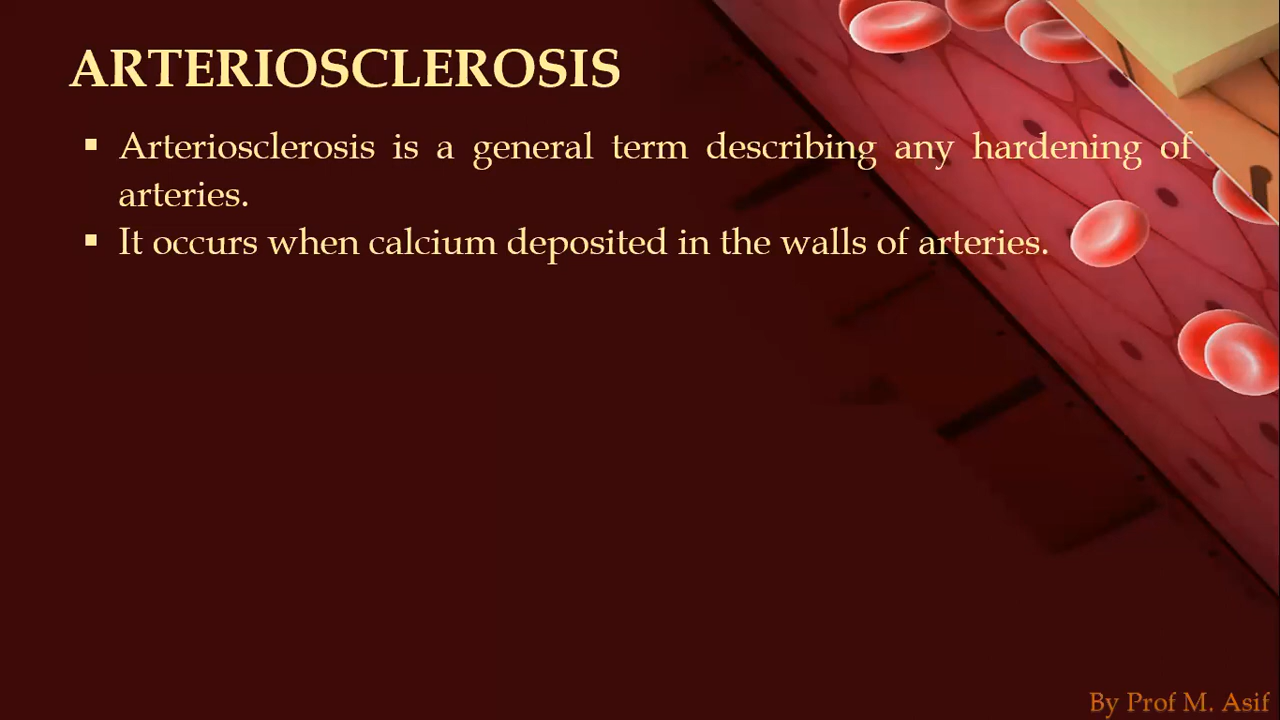 ARTERIOSCLEROSIS
▪ Arteriosclerosis is a general term describing any hardening of
arteries.
▪ It occurs when calcium deposited in the walls of arteries.
By Prof M. Asif